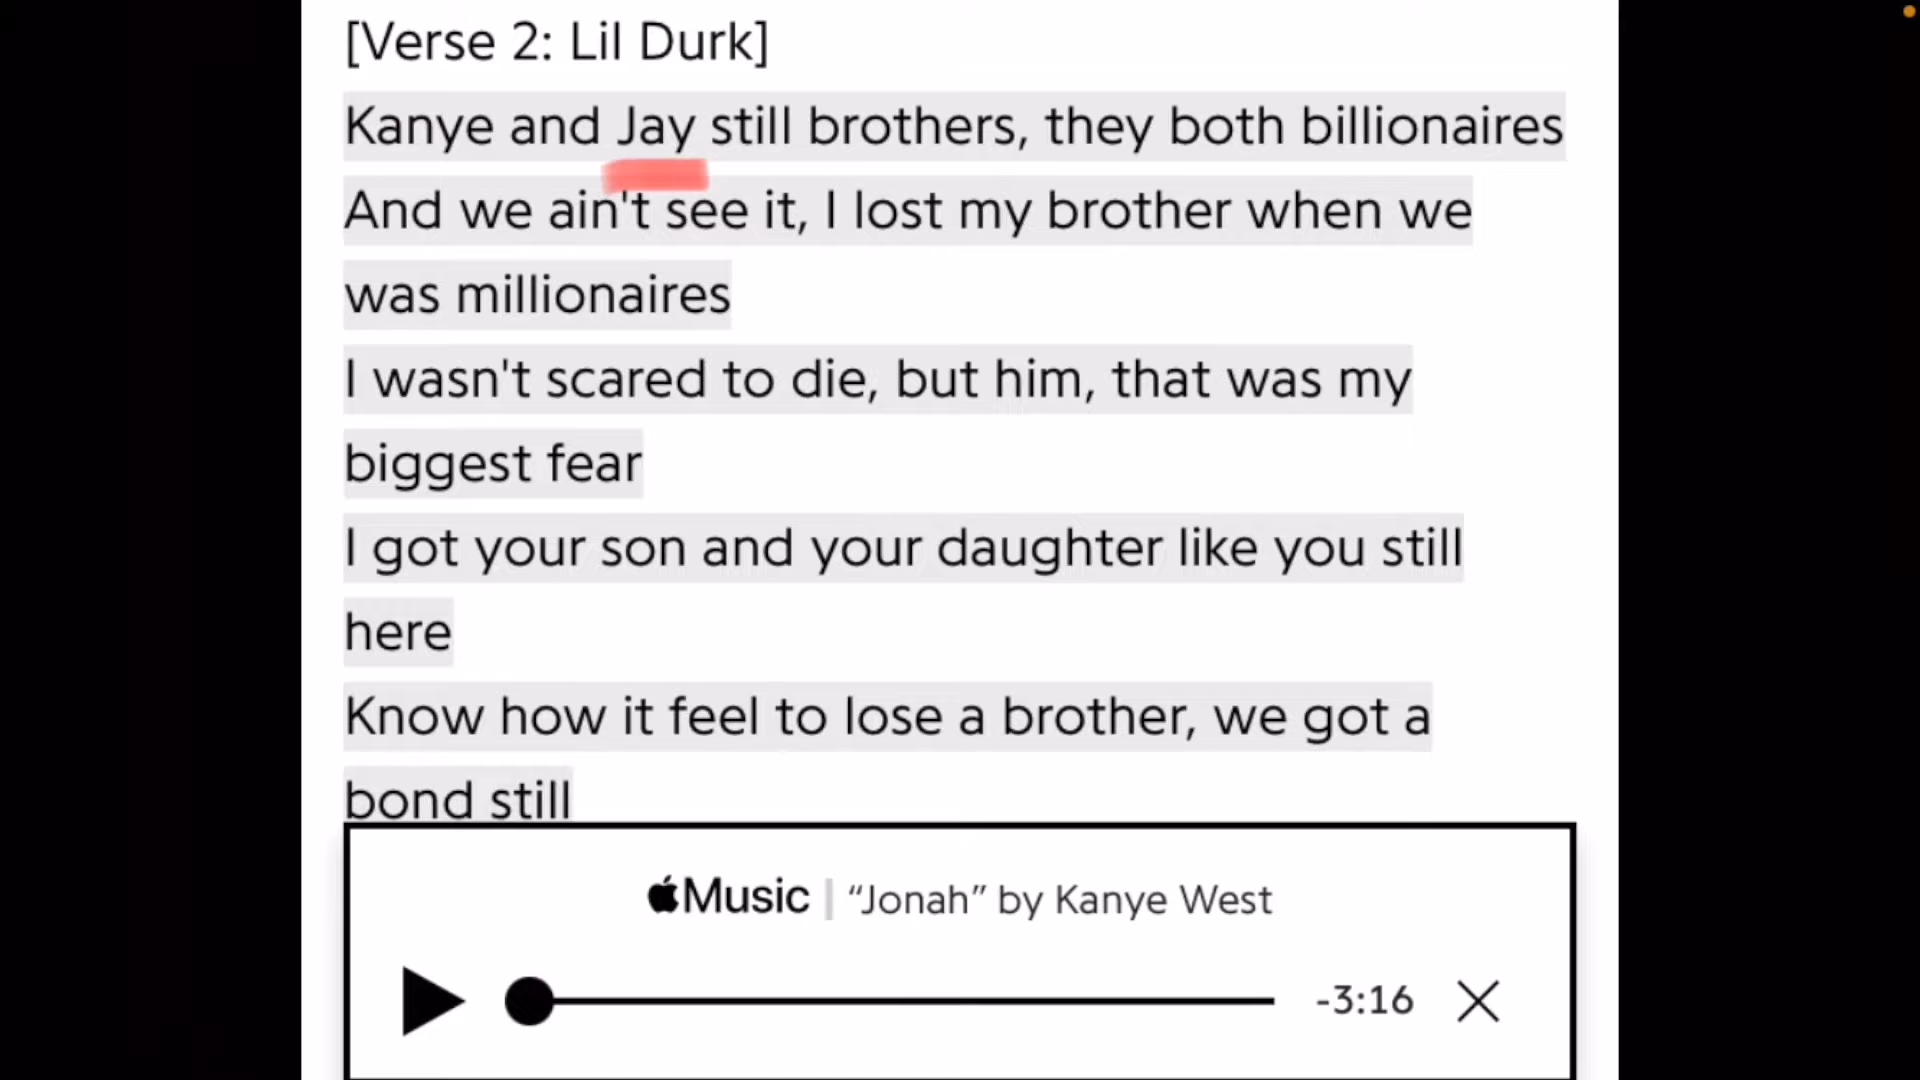 [Verse 2: Lil Durk]
Kanye and Jay still brothers, they both billionaires
And we ain't see it, I lost my brother when we
was millionaires
I wasn't scared to die, but him, that was my
biggest fear
I got your son and your daughter like you still
here
Know how it feel to lose a brother, we got a
bond still
Music | “Jonah” by Kanye West
-3:16